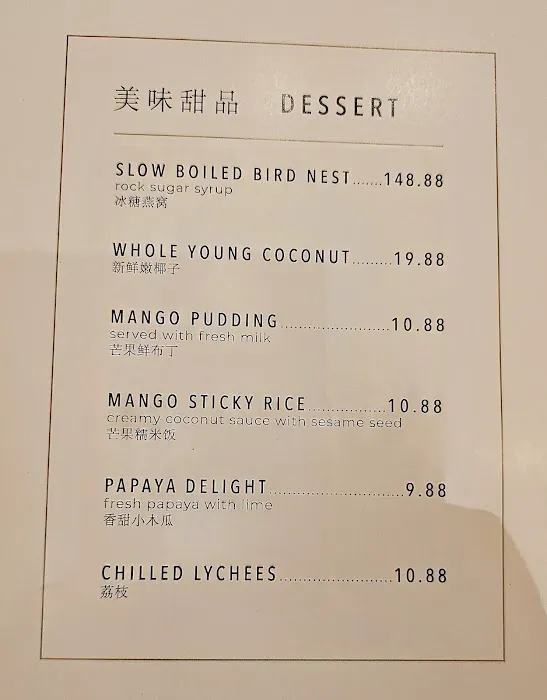 美味甜品 DESSERT
SLOW BOILED BIRD NEST.......148.88
rock sugar syrup
冰糖燕窝
WHOLE YOUNG COCONUT.........19.88
新鲜嫩椰子
MANGO PUDDING.........................10.88
served with fresh milk
芒果鲜布丁
MANGO STICKY RICE..................10.88
creamy coconut sauce with sesame seed
芒果糯米饭
PAPAYA DELIGHT...............................9.88
fresh papaya with lime
香甜小木瓜
CHILLED LYCHEES..........................10.88
荔枝